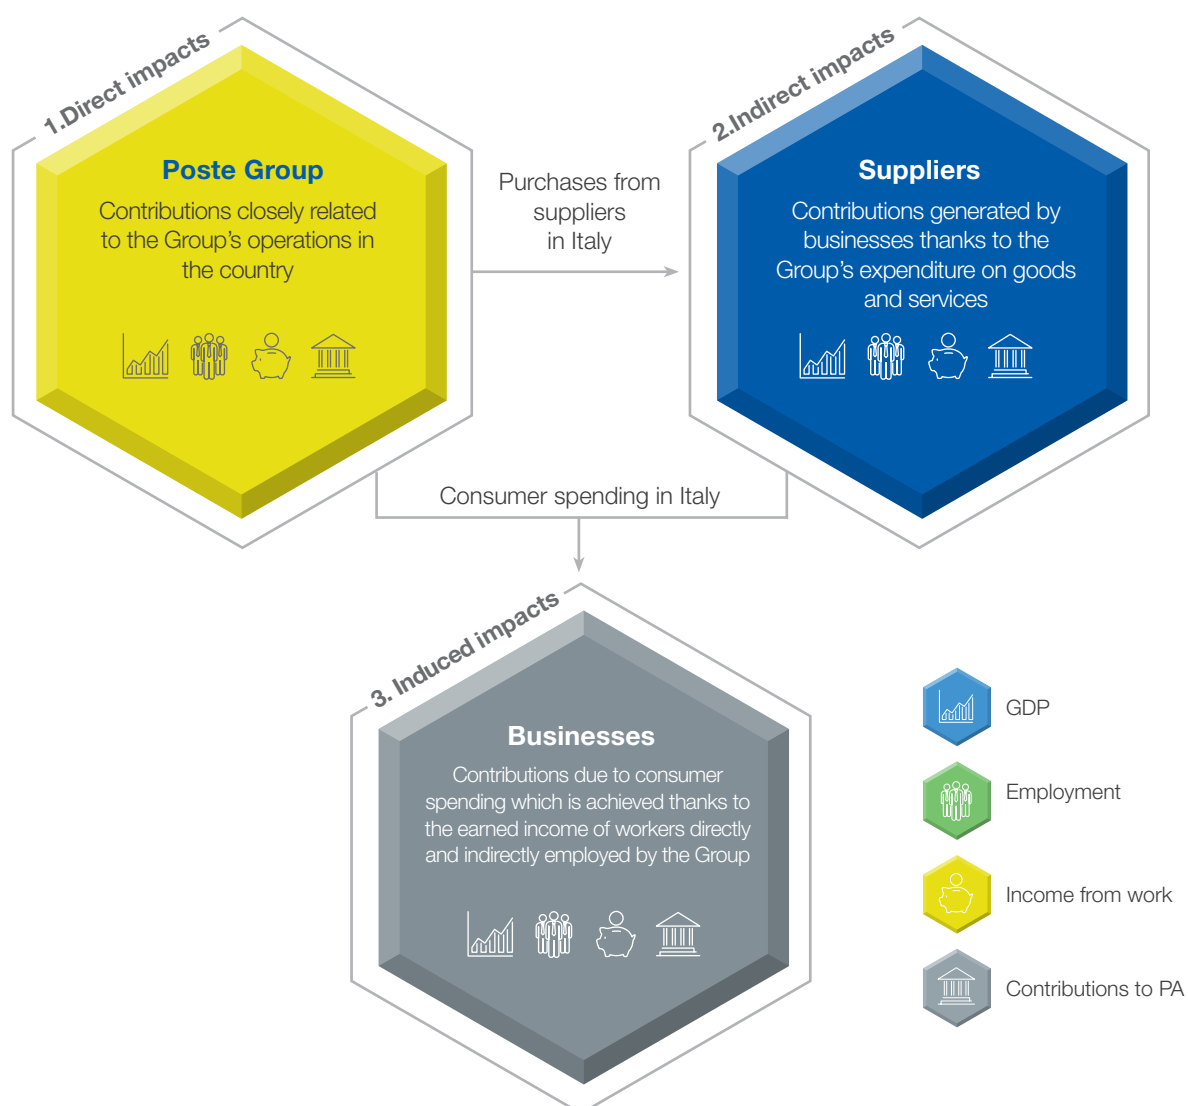 1.Direct impacts
Poste Group
Contributions closely related
to the Group's operations in
the country
Purchases from
suppliers
in Italy
2.Indirect impacts
Suppliers
Contributions generated by
businesses thanks to the
Group's expenditure on goods
and services
Consumer spending in Italy
3. Induced impacts
Businesses
Contributions due to consumer
spending which is achieved thanks to
the earned income of workers directly
and indirectly employed by the Group
GDP
Employment
Income from work
Contributions to PA